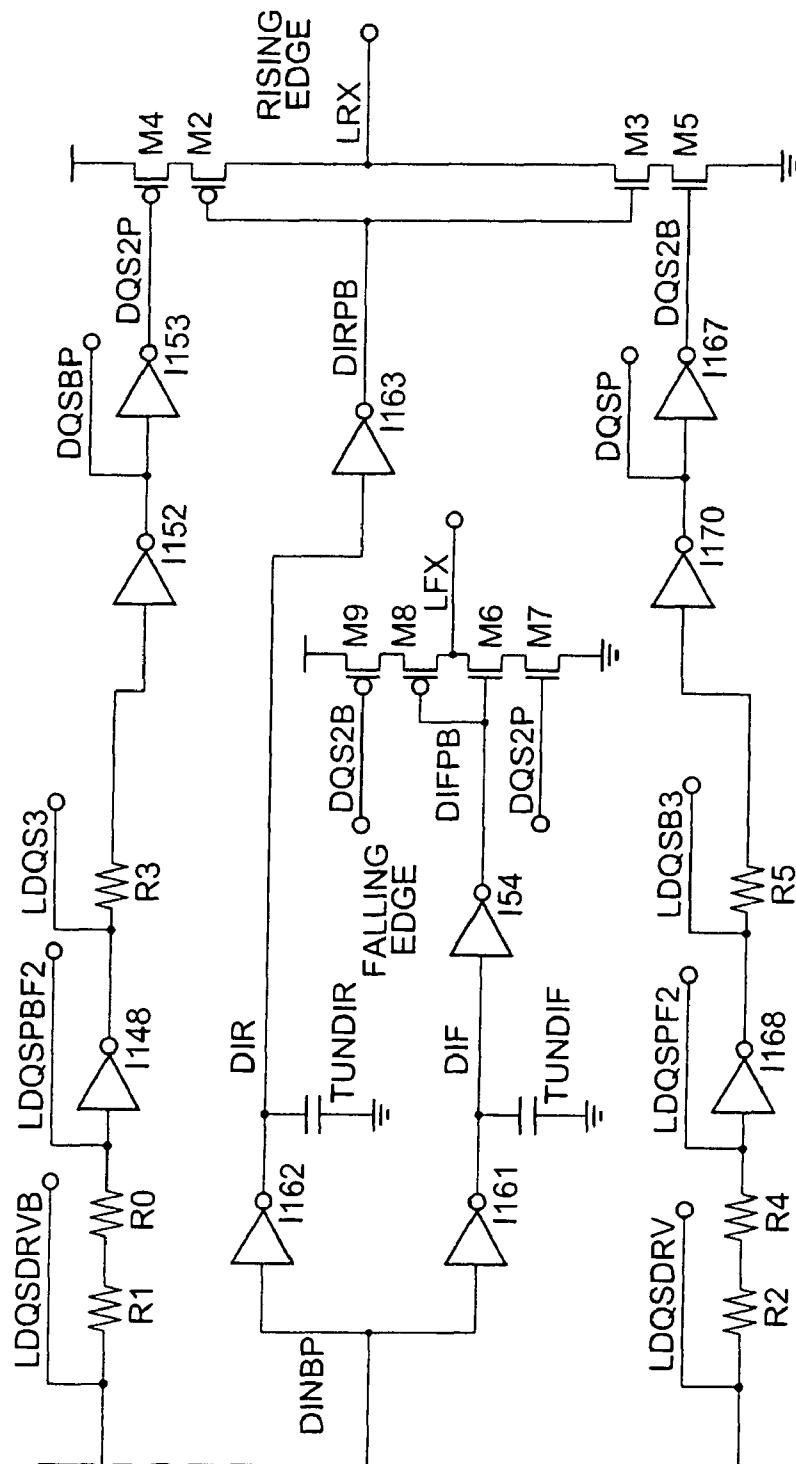 LDQSDRVB
R1
R0
LDQSPBF2
I148
LDQS3
R3
I152
DQSBP
I153
DQS2P
M4
M2
RISING
EDGE
LRX
M3
M5
DINBP
I162
DIR
TUNDIR
I163
DIRPB
I161
DIF
TUNDIF
I54
FALLING
EDGE
DQS2B
DIFPB
DQS2P
M9
M8
LFX
M6
M7
LDQSDRV
R2
R4
LDQSPF2
I168
LDQSB3
R5
I170
DQSP
I167
DQS2B